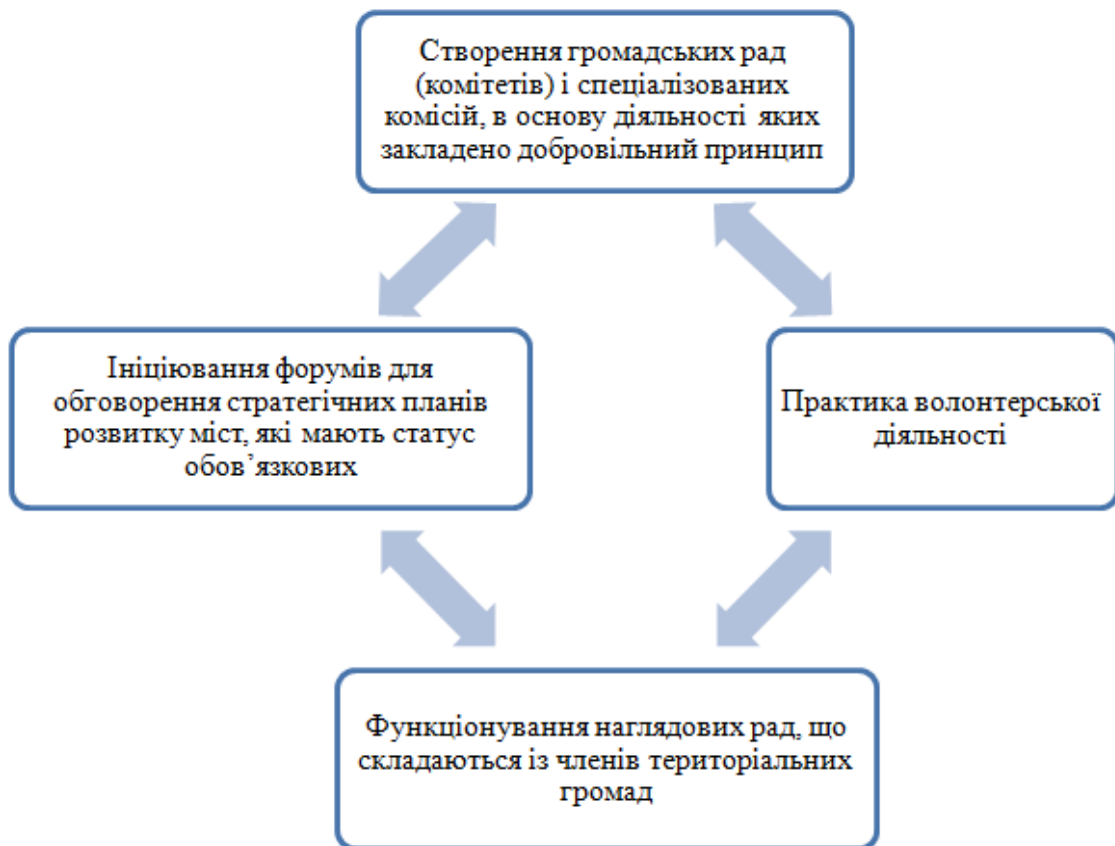 Створення громадських рад
(комітетів) і спеціалізованих
комісій, в основу діяльності яких
закладено добровільний принцип
Ініціювання форумів для
обговорення стратегічних планів
розвитку міст, які мають статус
обов’язкових
Практика волонтерської
діяльності
Функціонування наглядових рад, що
складаються із членів територіальних
громад